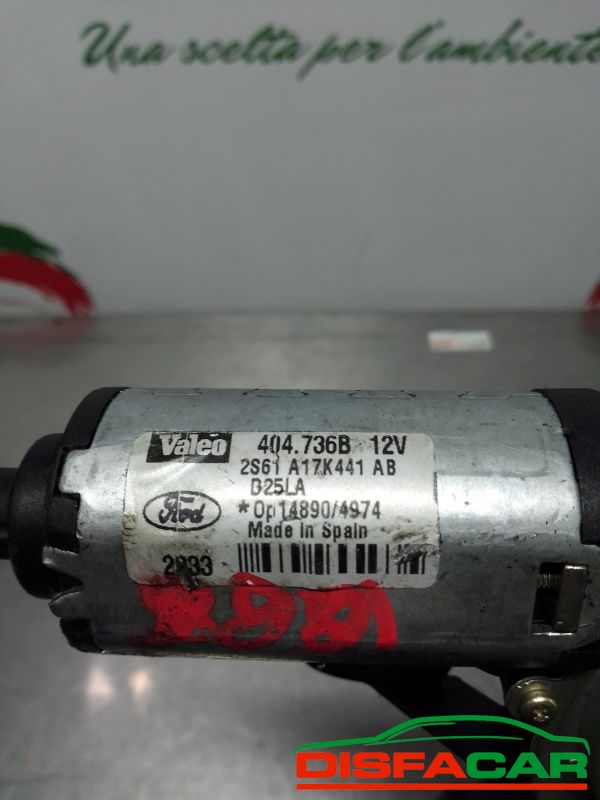 Una scelta per l'ambiente
Valeo 404.736B 12V
2S61 A17K441 AB
D25LA
Ford
*Op14890/4974
Made in Spain
DISFACAR